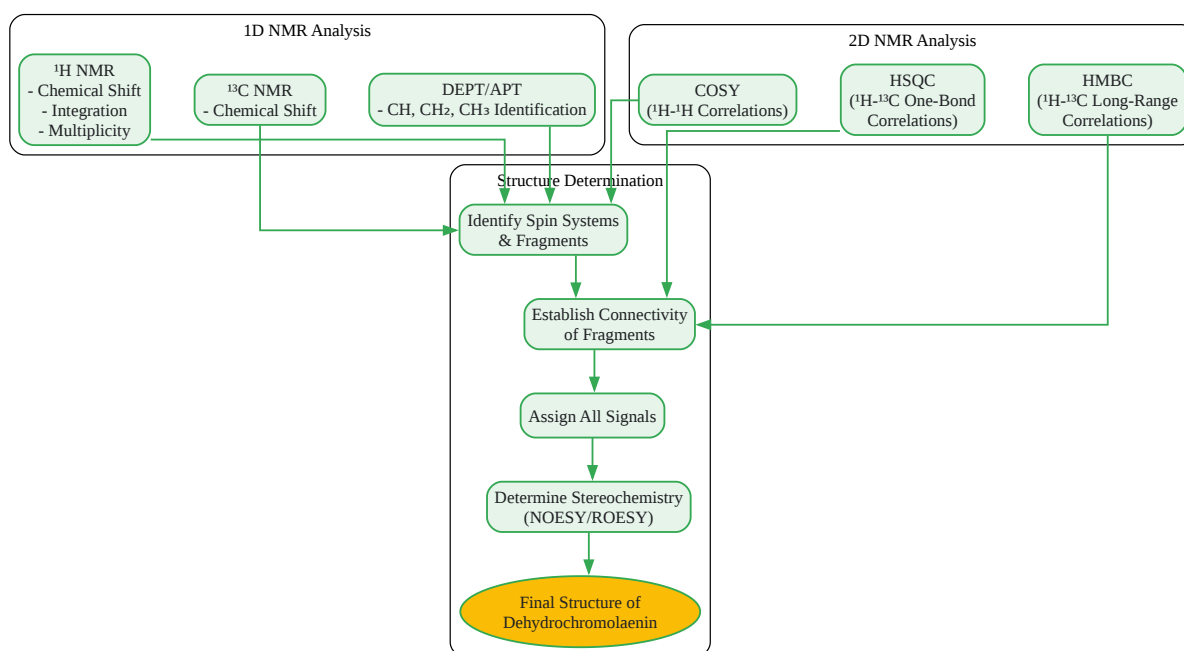 1D NMR Analysis
¹H NMR
- Chemical Shift
- Integration
- Multiplicity
¹³C NMR
- Chemical Shift
DEPT/APT
- CH, CH₂, CH₃ Identification
2D NMR Analysis
COSY
(¹H-¹H Correlations)
HSQC
(¹H-¹³C One-Bond
Correlations)
HMBC
(¹H-¹³C Long-Range
Correlations)
Structure Determination
Identify Spin Systems
& Fragments
Establish Connectivity
of Fragments
Assign All Signals
Determine Stereochemistry
(NOESY/ROESY)
Final Structure of
Dehydrochromolaenin